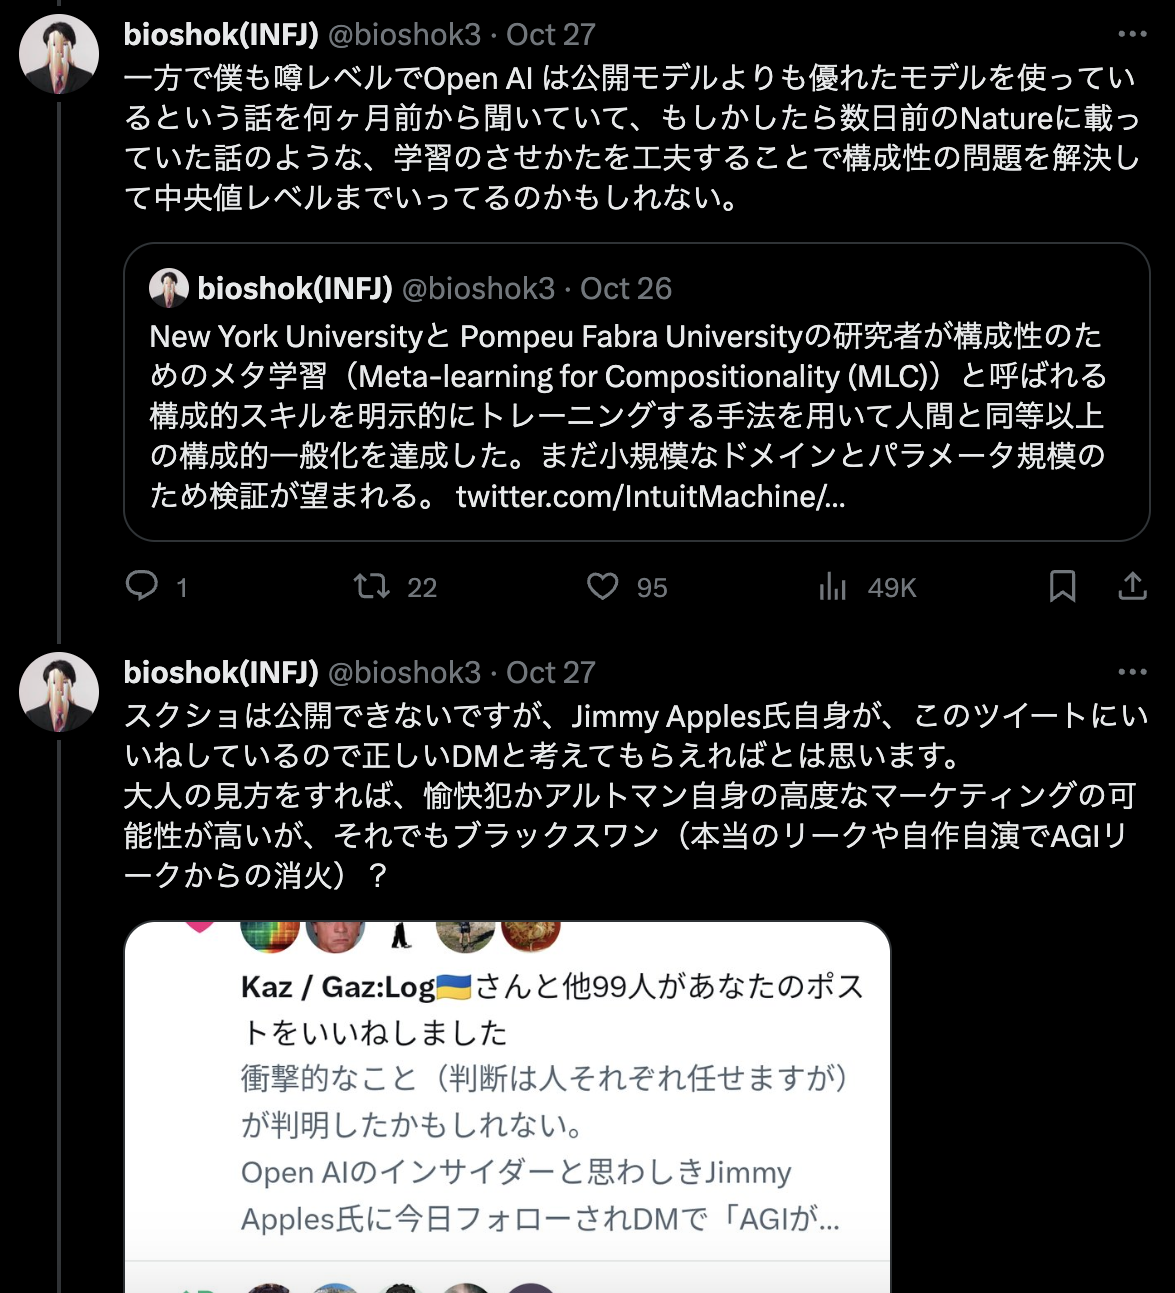 bioshok(INFJ) @bioshok3 · Oct 27
一方で僕も噂レベルでOpen AI は公開モデルよりも優れたモデルを使ってい
るという話を何ヶ月前から聞いていて、もしかしたら数日前のNatureに載っ
ていた話のような、学習のさせかたを工夫することで構成性の問題を解決し
て中央値レベルまでいってるのかもしれない。
bioshok(INFJ) @bioshok3 · Oct 26
New York Universityと Pompeu Fabra Universityの研究者が構成性のた
めのメタ学習（Meta-learning for Compositionality (MLC)）と呼ばれる
構成的スキルを明示的にトレーニングする手法を用いて人間と同等以上
の構成的一般化を達成した。まだ小規模なドメインとパラメータ規模の
ため検証が望まれる。 twitter.com/IntuitMachine/…
1 22 95 49K
bioshok(INFJ) @bioshok3 · Oct 27
スクショは公開できないですが、Jimmy Apples氏自身が、このツイートにい
いねしているので正しいDMと考えてもらえればとは思います。
大人の見方をすれば、愉快犯かアルトマン自身の高度なマーケティングの可
能性が高いが、それでもブラックスワン（本当のリークや自作自演でAGIリ
ークからの消火）？
Kaz / Gaz:Log🇺🇦さんと他99人があなたのポス
トをいいねしました
衝撃的なこと（判断は人それぞれ任せますが）
が判明したかもしれない。
Open AIのインサイダーと思わしきJimmy
Apples氏に今日フォローされDMで「AGIが...